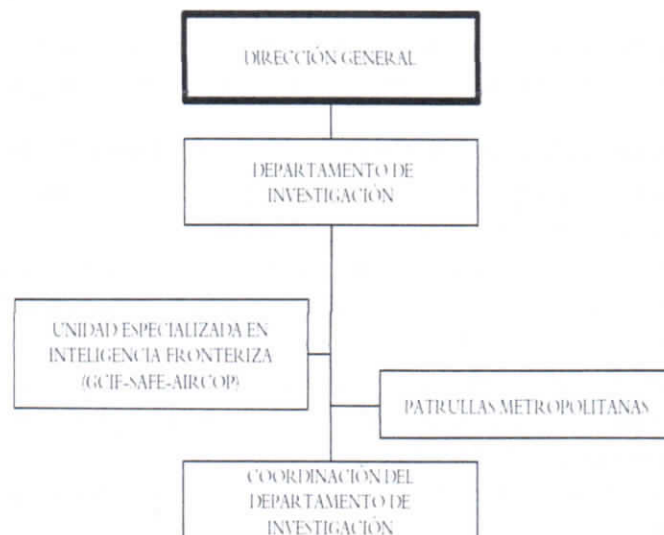 DIRECCIÓN GENERAL
DEPARTAMENTO DE
INVESTIGACIÓN
UNIDAD ESPECIALIZADA EN
INTELIGENCIA FRONTERIZA
(GCIF-SAFE-AIRCOP)
PATRULLAS METROPOLITANAS
COORDINACIÓN DEL
DEPARTAMENTO DE
INVESTIGACIÓN